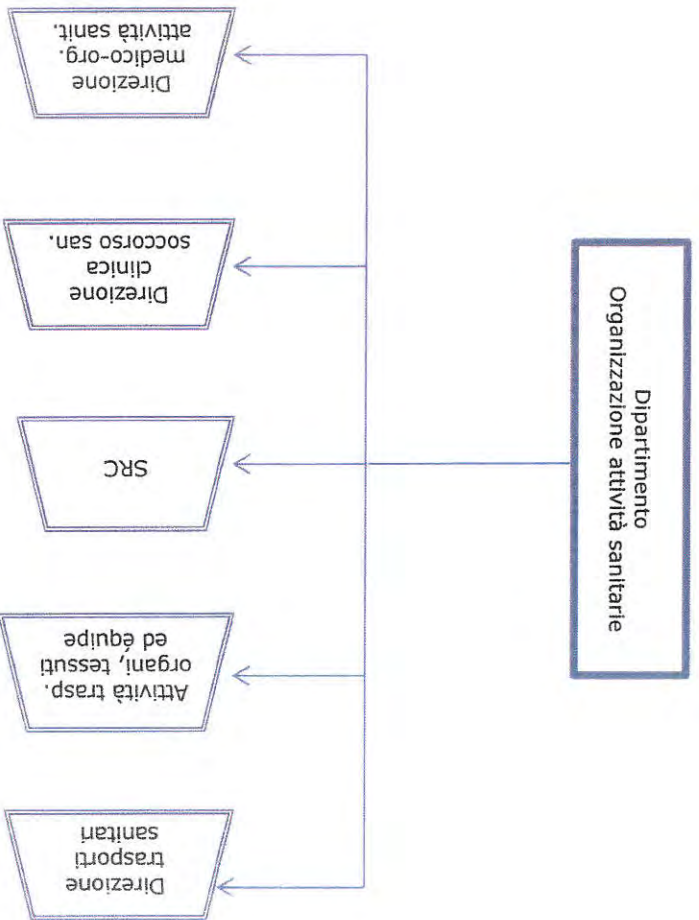 Dipartimento
Organizzazione attività sanitarie
Direzione
medico-org.
attività sanit.
Direzione
clinica
soccorso san.
SRC
Attività trasp.
organi, tessuti
ed équipe
Direzione
trasporti
sanitari